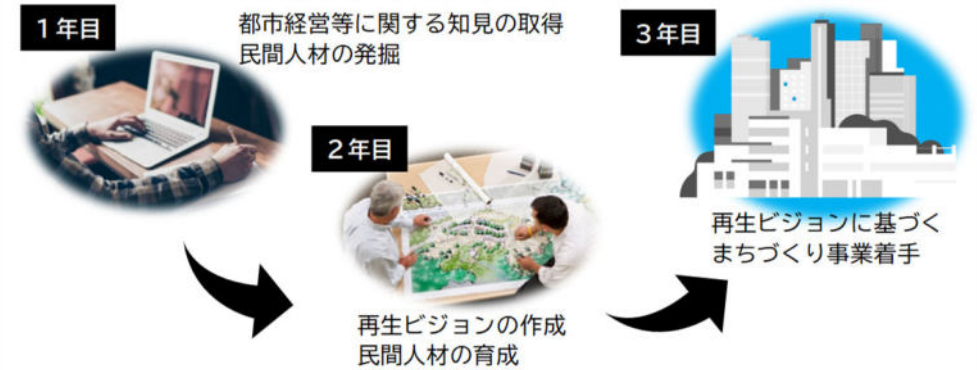 1年目
都市経営等に関する知見の取得
民間人材の発掘
2年目
再生ビジョンの作成
民間人材の育成
3年目
再生ビジョンに基づく
まちづくり事業着手